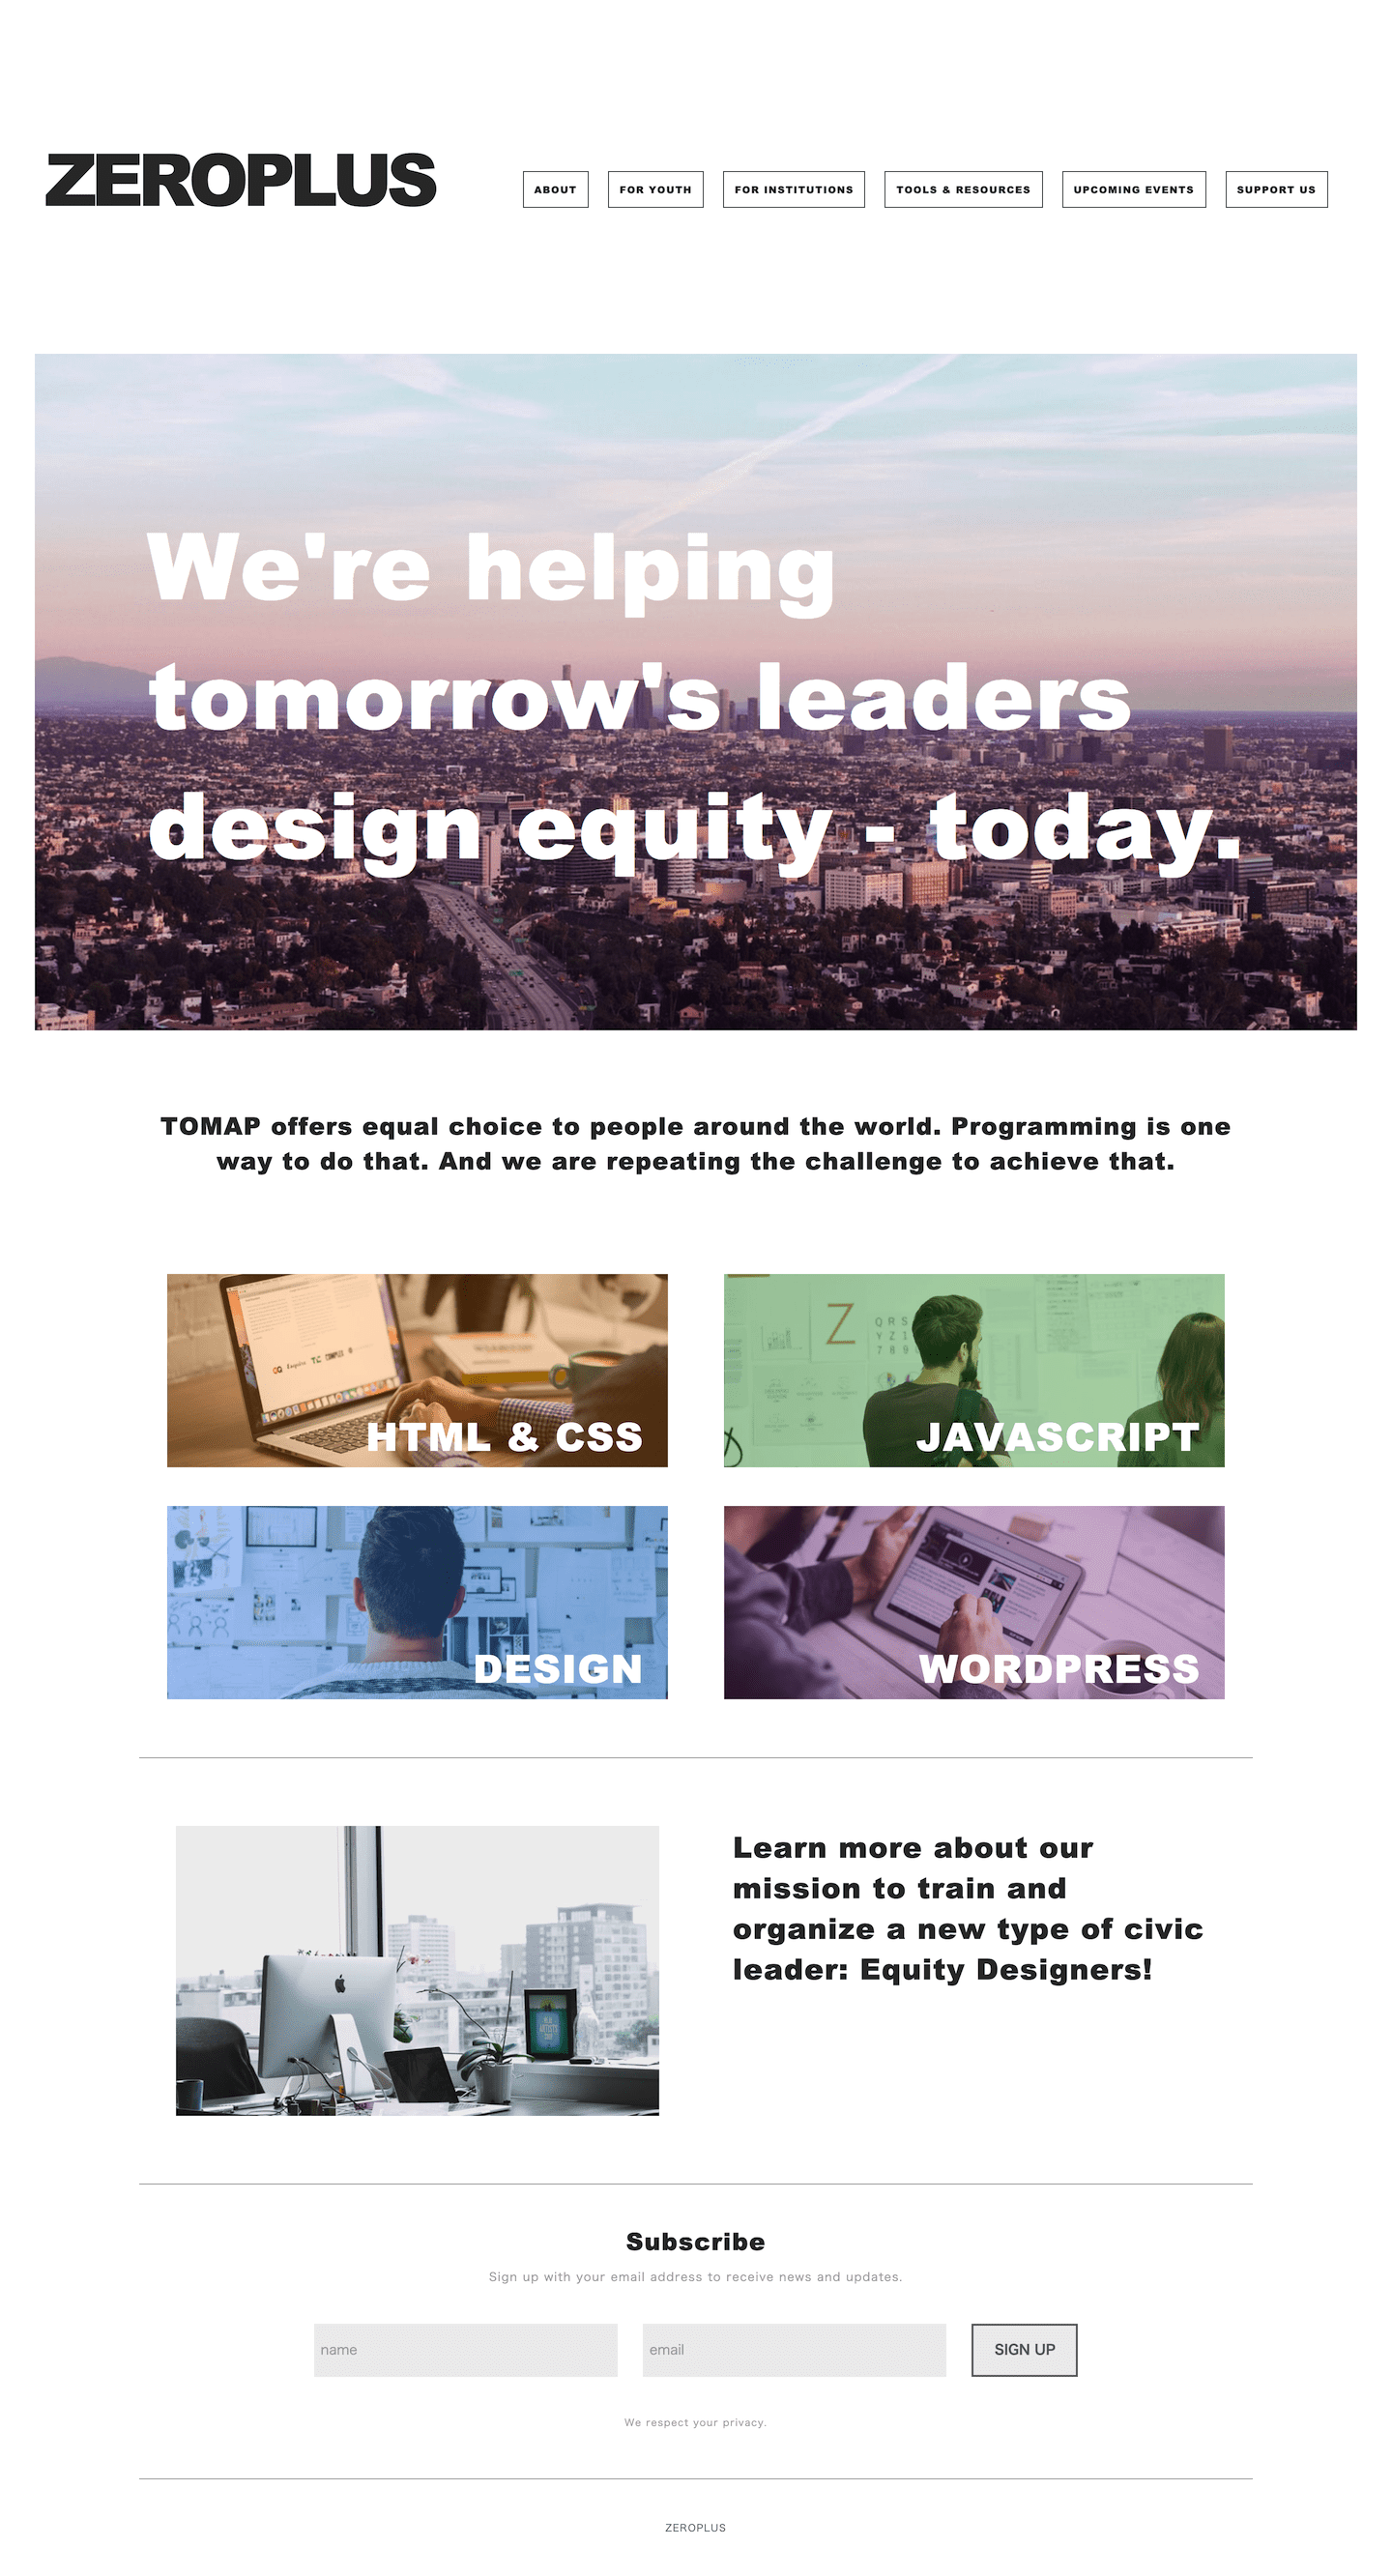 ZEROPLUS
ABOUT
FOR YOUTH
FOR INSTITUTIONS
TOOLS & RESOURCES
UPCOMING EVENTS
SUPPORT US
We're helping
tomorrow's leaders
design equity - today.
TOMAP offers equal choice to people around the world. Programming is one
way to do that. And we are repeating the challenge to achieve that.
Z
QRS
YZ1
789
HTML & CSS
JAVASCRIPT
DESIGN
WORDPRESS
Learn more about our
mission to train and
organize a new type of civic
leader: Equity Designers!
Subscribe
Sign up with your email address to receive news and updates.
name
email
SIGN UP
We respect your privacy.
ZEROPLUS